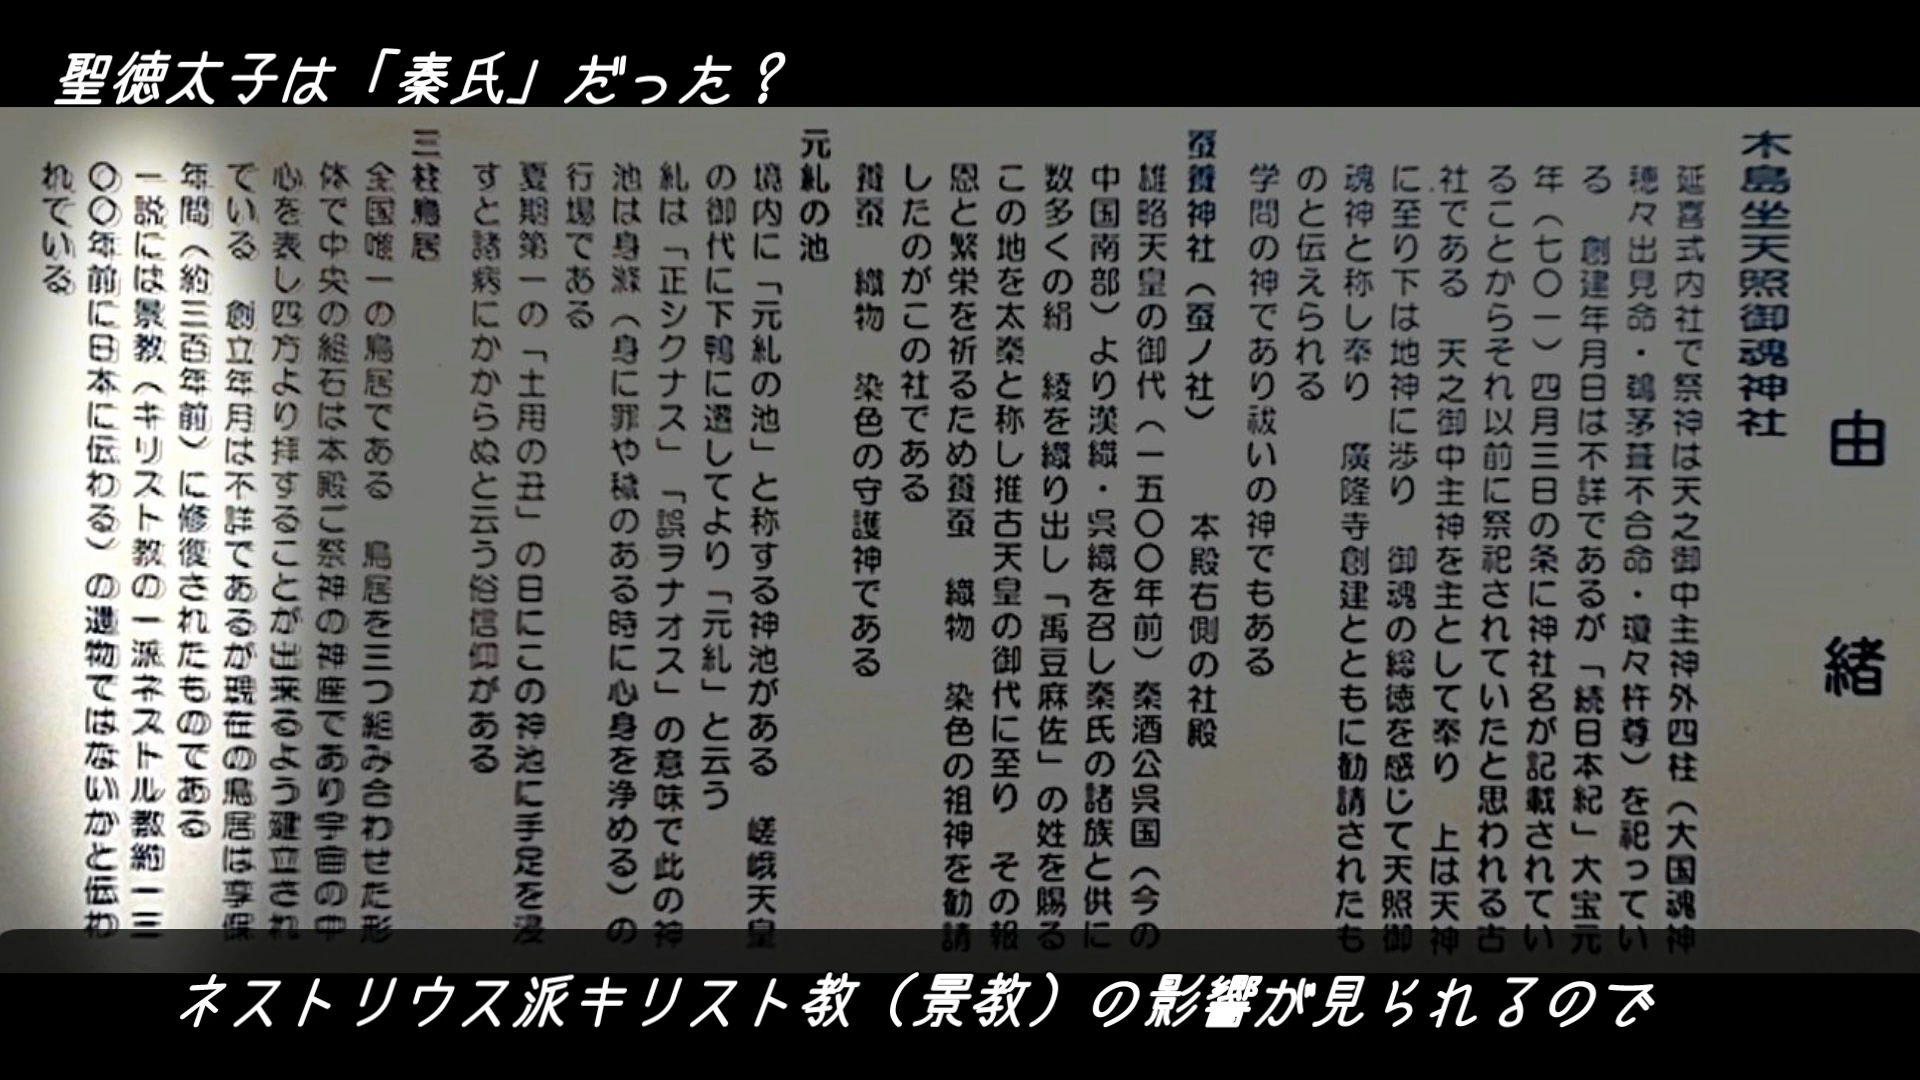 聖徳太子は「秦氏」だった？
由緒
木島坐天照御魂神社
延喜式内社で祭神は天之御中主神外四柱（大国魂神
穂々出見命・鵜茅葺不合命・瓊々杵尊）を祀ってい
る　創建年月日は不詳であるが「続日本紀」大宝元
年（七〇一）四月三日の条に神社名が記載されてい
ることからそれ以前に祭祀されていたと思われる古
社である　天之御中主神を主として奉り　上は天神
に至り下は地神に渉り　御魂の総徳を感じて天照御
魂神と称し奉り　廣隆寺創建とともに勧請されたも
のと伝えられる
学問の神であり祓いの神でもある
蚕養神社（蚕ノ社）　本殿右側の社殿
雄略天皇の御代（一五〇〇年前）秦酒公呉国（今の
中国南部）より漢織・呉織を召し秦氏の諸族と供に
数多くの絹　綾を織り出し「禹豆麻佐」の姓を賜る
この地を太秦と称し推古天皇の御代に至り　その報
恩と繁栄を祈るため養蚕　織物　染色の祖神を勧請
したのがこの社である
養蚕　織物　染色の守護神である
元糺の池
境内に「元糺の池」と称する神池がある　嵯峨天皇
の御代に下鴨に遷してより「元糺」と云う
糺は「正シクナス」「誤ヲナオス」の意味で此の神
池は身滌（身に罪や穢のある時に心身を浄める）の
行場である
夏期第一の「土用の丑」の日にこの神池に手足を浸
すと諸病にかからぬと云う俗信仰がある
三柱鳥居
全国唯一の鳥居である　鳥居を三つ組み合わせた形
体で中央の組石は本殿ご祭神の神座であり宇宙の中
心を表し四方より拝することが出来るよう建立され
ている　創立年月は不詳であるが現在の鳥居は享保
年間（約三百年前）に修復されたものである
一説には景教（キリスト教の一派ネストル教約一三
〇〇年前に日本に伝わる）の遺物ではないかと伝わ
れている
ネストリウス派キリスト教（景教）の影響が見られるので